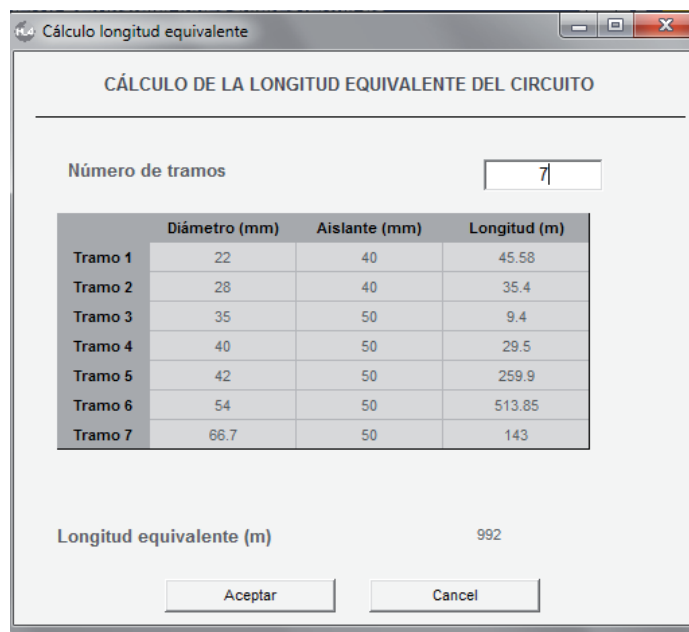 Cálculo longitud equivalente
CÁLCULO DE LA LONGITUD EQUIVALENTE DEL CIRCUITO
Número de tramos 7
Diámetro (mm) Aislante (mm) Longitud (m)
Tramo 1 22 40 45.58
Tramo 2 28 40 35.4
Tramo 3 35 50 9.4
Tramo 4 40 50 29.5
Tramo 5 42 50 259.9
Tramo 6 54 50 513.85
Tramo 7 66.7 50 143
Longitud equivalente (m) 992
Aceptar Cancel